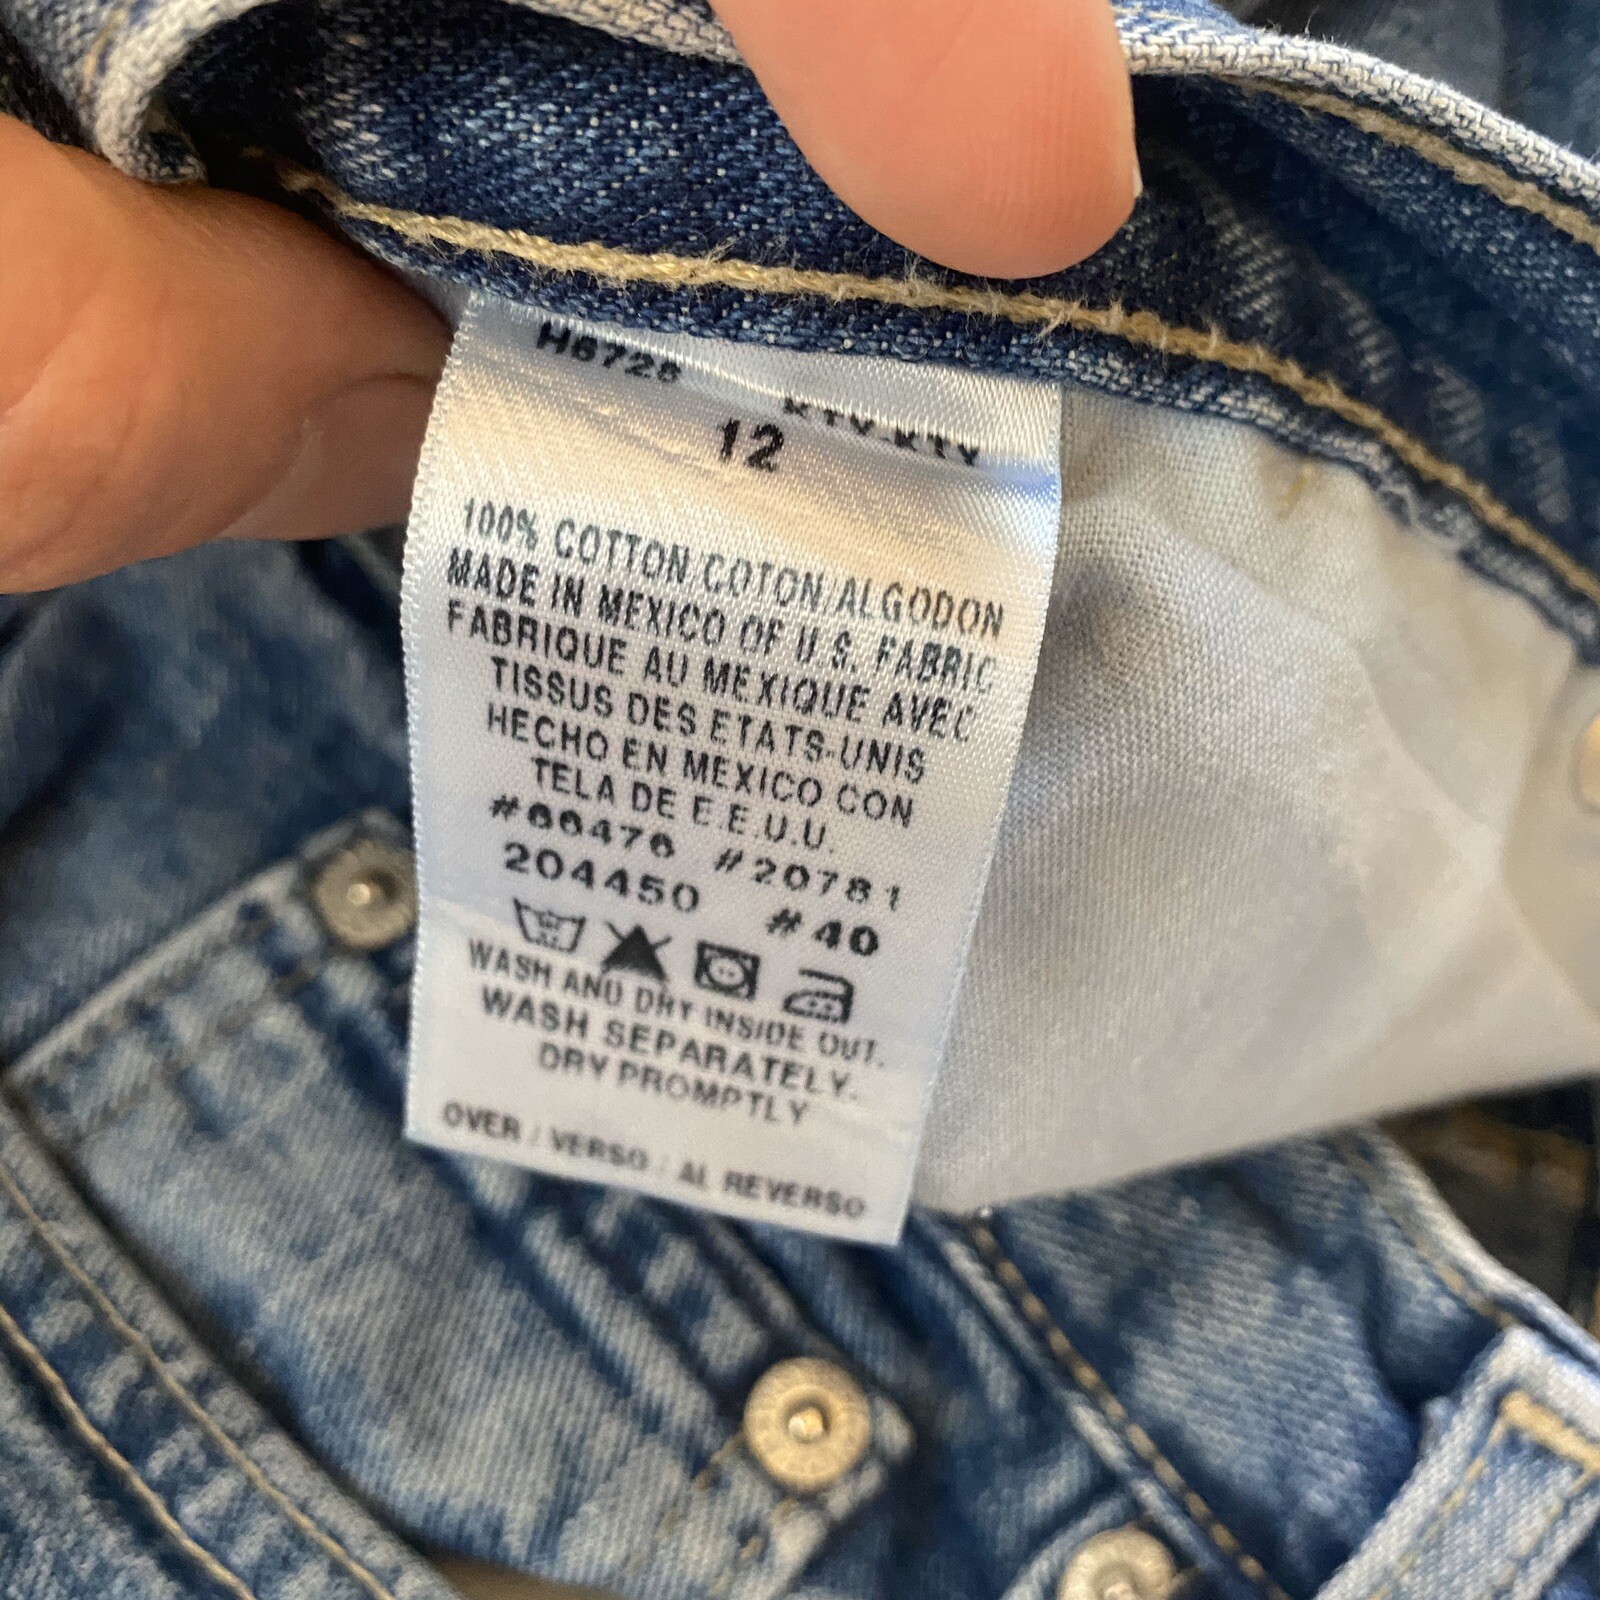 H6728
12
100% COTTON/COTON/ALGODON
MADE IN MEXICO OF U.S. FABRIC
FABRIQUE AU MEXIQUE AVEC
TISSUS DES ETATS-UNIS
HECHO EN MEXICO CON
TELA DE E.E.U.U.
#20781
204450 #40
WASH AND DRY INSIDE OUT.
WASH SEPARATELY.
DRY PROMPTLY
OVER / VERSO / AL REVERSO